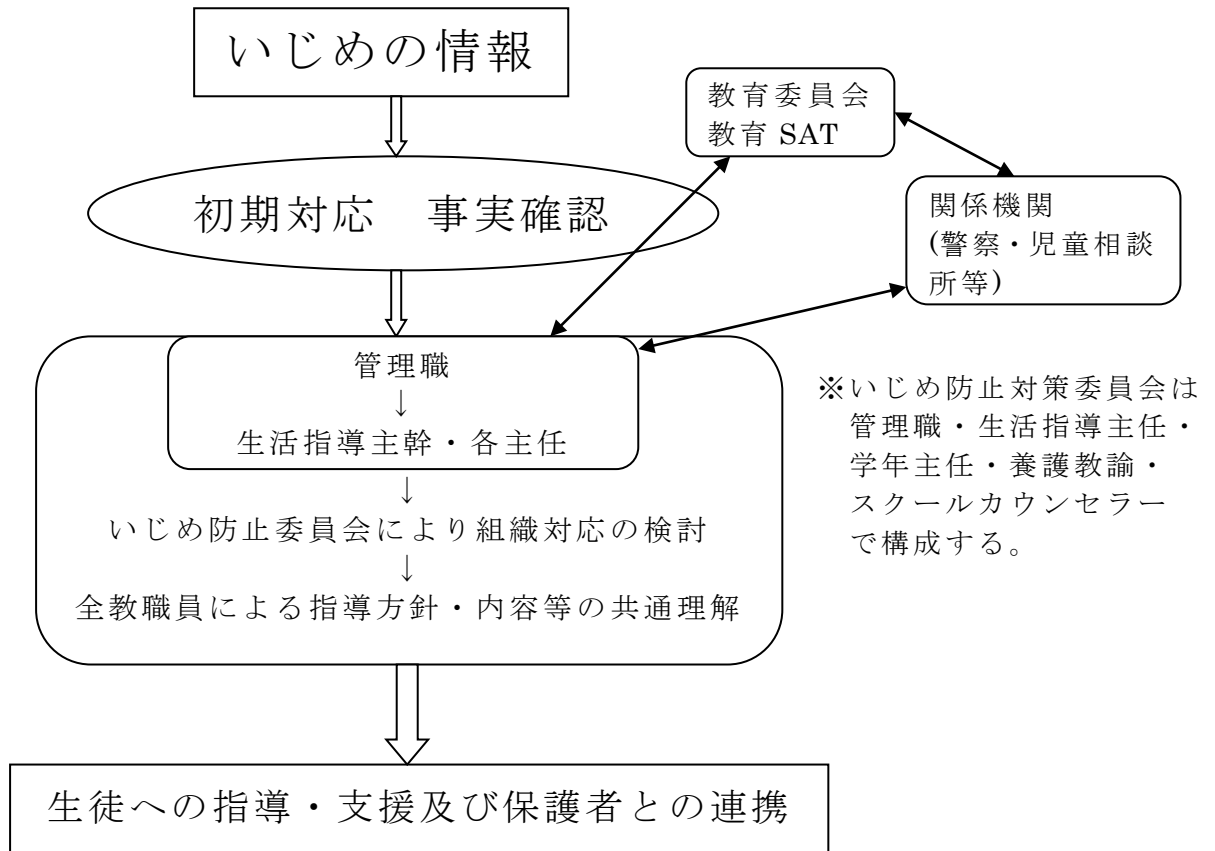 いじめの情報
教育委員会
教育 SAT
初期対応　事実確認
関係機関
(警察・児童相談
所等)
管理職
↓
生活指導主幹・各主任
↓
いじめ防止委員会により組織対応の検討
↓
全教職員による指導方針・内容等の共通理解
※いじめ防止対策委員会は
管理職・生活指導主任・
学年主任・養護教諭・
スクールカウンセラー
で構成する。
生徒への指導・支援及び保護者との連携